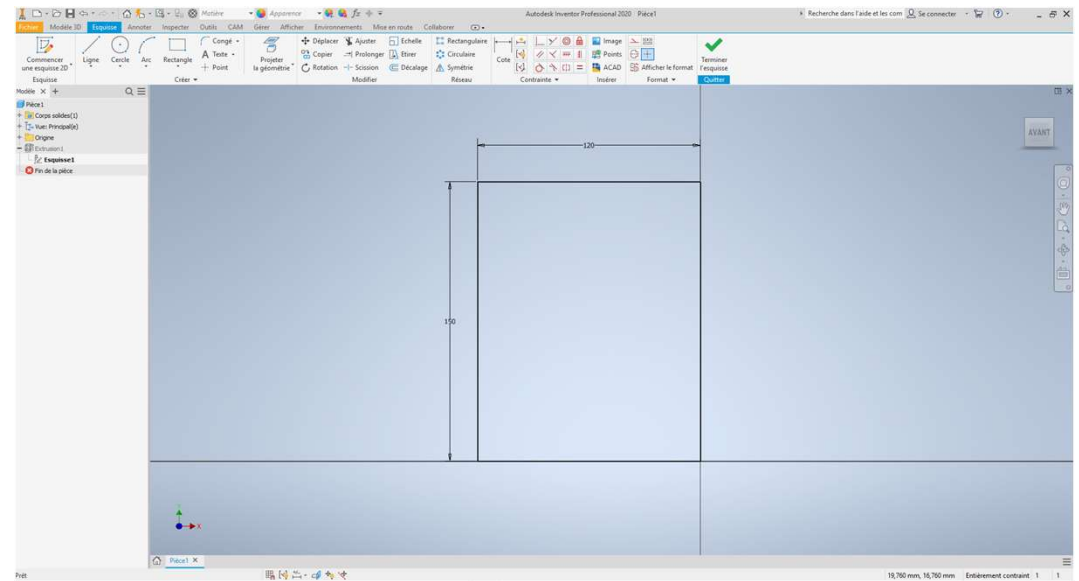 Matière
Apparence
fx
Autodesk Inventor Professional 2020 Pièce1
Recherche dans l'aide et les com
Se connecter
Fichier Modèle 3D Esquisse Annoter Inspecter Outils CAM Gérer Afficher Environnements Mise en routs Collaborer
Commencer une esquisse 2D
Ligne
Cercle
Arc
Rectangle
Congé
A Texte
Point
Projeter la géométrie
Déplacer Ajuster Echelle
Copier Prolonger Etirer
Rotation Scission Décalage
Rectangulaire
Circulaire
Symétrie
Cote
Image
Points
ACAD
Afficher le format
Terminer l'esquisse
Esquisse Créer Modifier Réseau Contrainte Insérer Format Quitter
Modèle
Pièce1
Corps solides(1)
Vue: Principal(e)
Origine
Extrusion1
Esquisse1
Fin de la pièce
120
150
AVANT
X
Pièce1
Prêt
19,760 mm, 16,760 mm Entièrement contraint 1 1